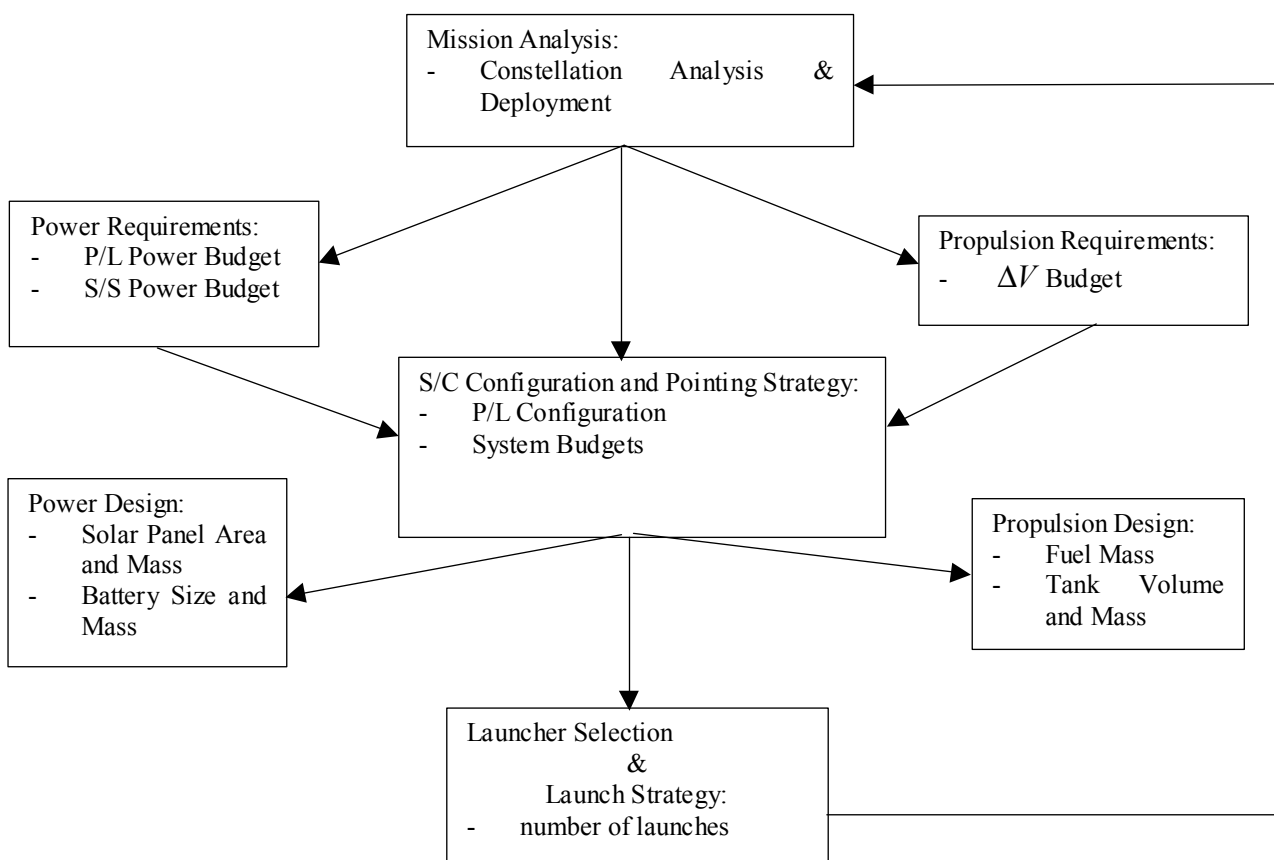 Mission Analysis:
- Constellation Analysis &
Deployment
Power Requirements:
- P/L Power Budget
- S/S Power Budget
Propulsion Requirements:
- ΔV Budget
S/C Configuration and Pointing Strategy:
- P/L Configuration
- System Budgets
Power Design:
- Solar Panel Area
and Mass
- Battery Size and
Mass
Propulsion Design:
- Fuel Mass
- Tank Volume
and Mass
Launcher Selection
&
Launch Strategy:
- number of launches